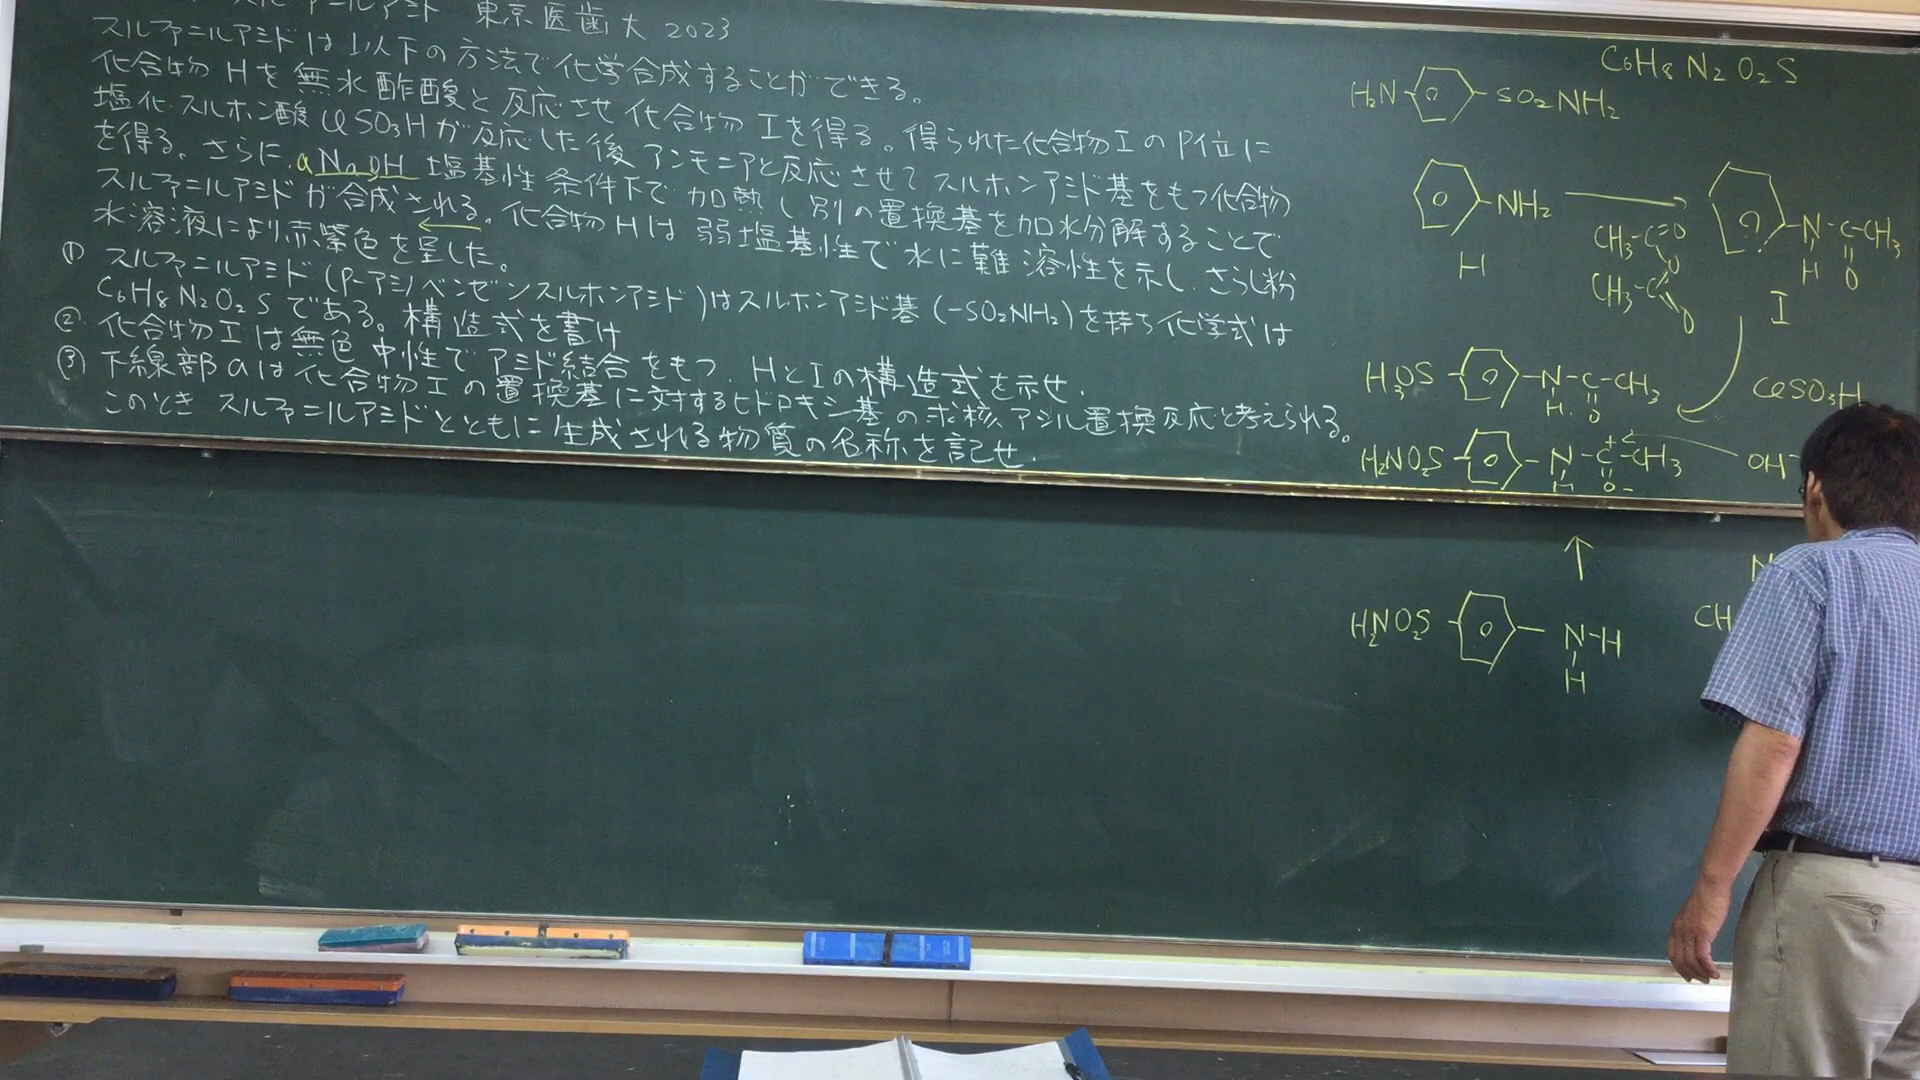 スルファニルアミド 東京医歯大 2023
スルファニルアミドは以下の方法で化学合成することができる。
化合物Hを無水酢酸と反応させ化合物Iを得る。得られた化合物IのP位に
塩化スルホン酸ClSO₃Hが反応した後アンモニアと反応させてスルホンアミド基をもつ化合物
を得る。さらに a NaOH 塩基性条件下で加熱し別の置換基を加水分解することで
スルファニルアミドが合成される。化合物Hは弱塩基性で水に難溶性を示し、さらし粉
水溶液により赤紫色を呈した。
① スルファニルアミド(P-アミノベンゼンスルホンアミド)はスルホンアミド基(-SO₂NH₂)を持ち化学式は
C₆H₈N₂O₂Sである。構造式を書け
② 化合物Iは無色中性でアミド結合をもつ、HとIの構造式を示せ.
③ 下線部aは化合物Iの置換基に対するヒドロキシ基の求核アシル置換反応と考えられる。
このときスルファニルアミドとともに生成される物質の名称を記せ.
C₆H₈N₂O₂S
H₂N SO₂NH₂
NH₂
H
CH₃-C=O
O
CH₃-C
O
N-C-CH₃
H O
I
H₃OS N-C-CH₃
H O
ClSO₃H
H₂NO₂S N-C-CH₃
H O-
OH-
↑
H₂NO₂S N-H
H
N
CH